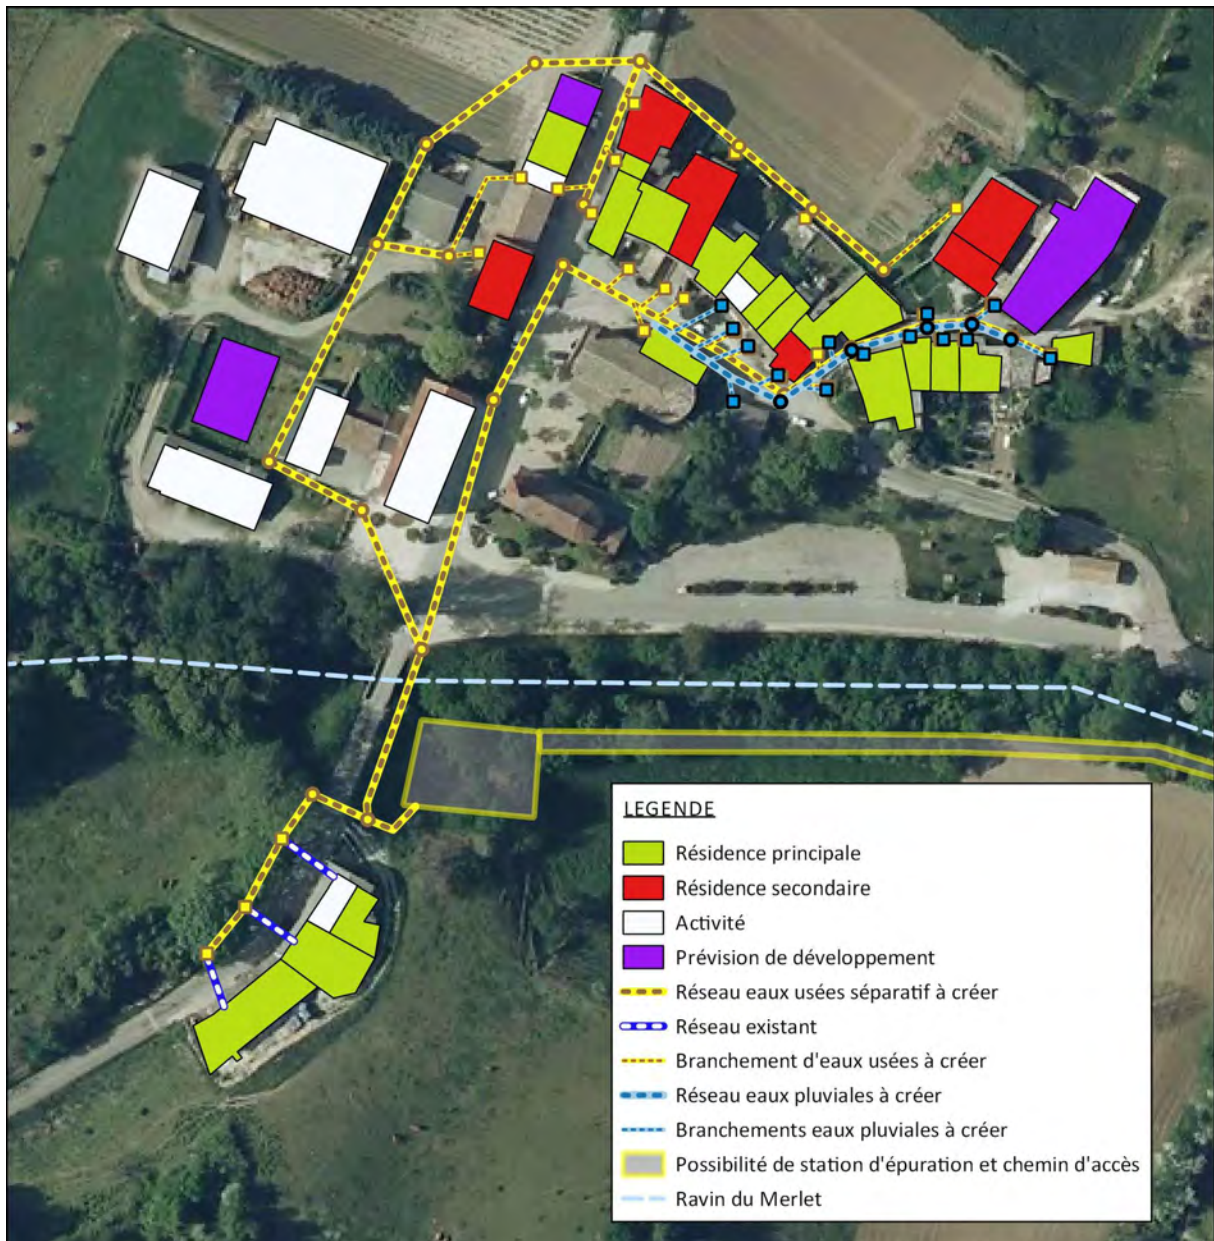 LEGENDE
Résidence principale
Résidence secondaire
Activité
Prévision de développement
Réseau eaux usées séparatif à créer
Réseau existant
Branchement d'eaux usées à créer
Réseau eaux pluviales à créer
Branchements eaux pluviales à créer
Possibilité de station d'épuration et chemin d'accès
Ravin du Merlet